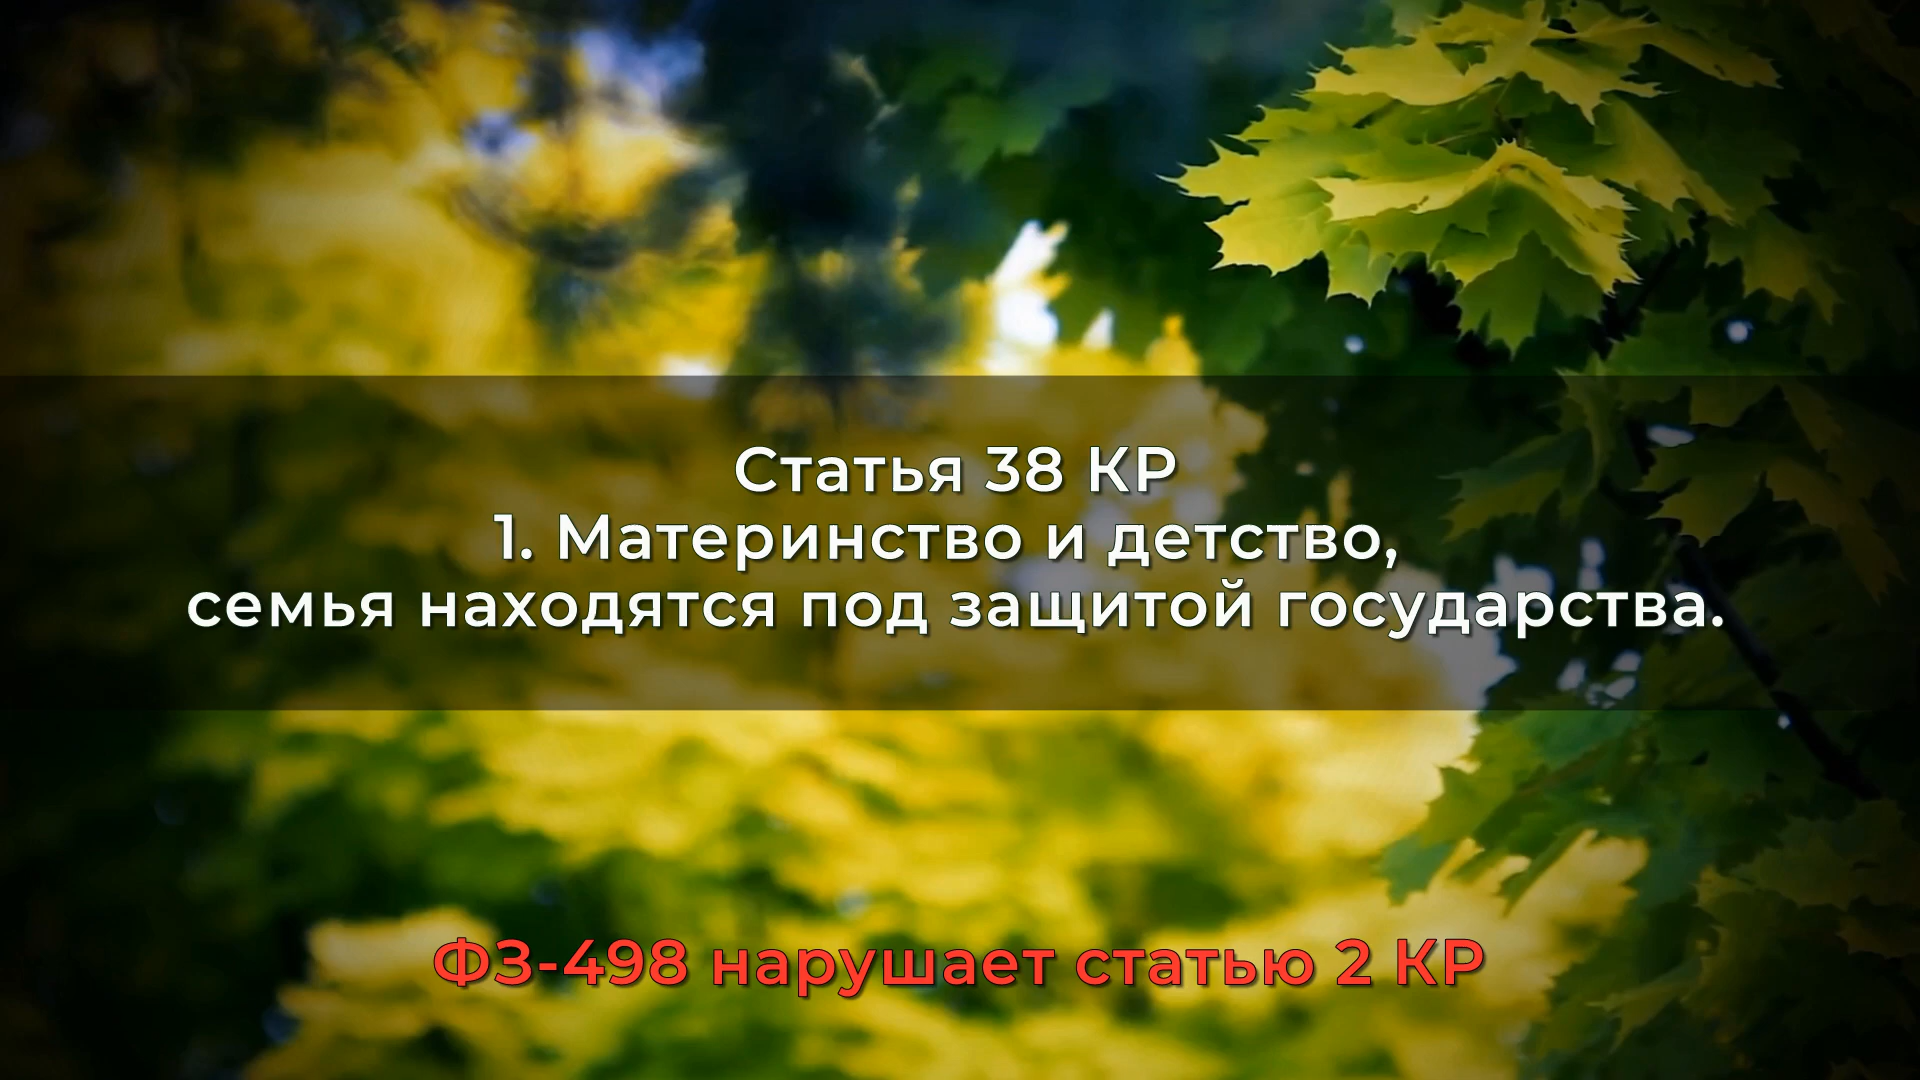 Статья 38 КР
1. Материнство и детство,
семья находятся под защитой государства.
ФЗ-498 нарушает статью 2 КР